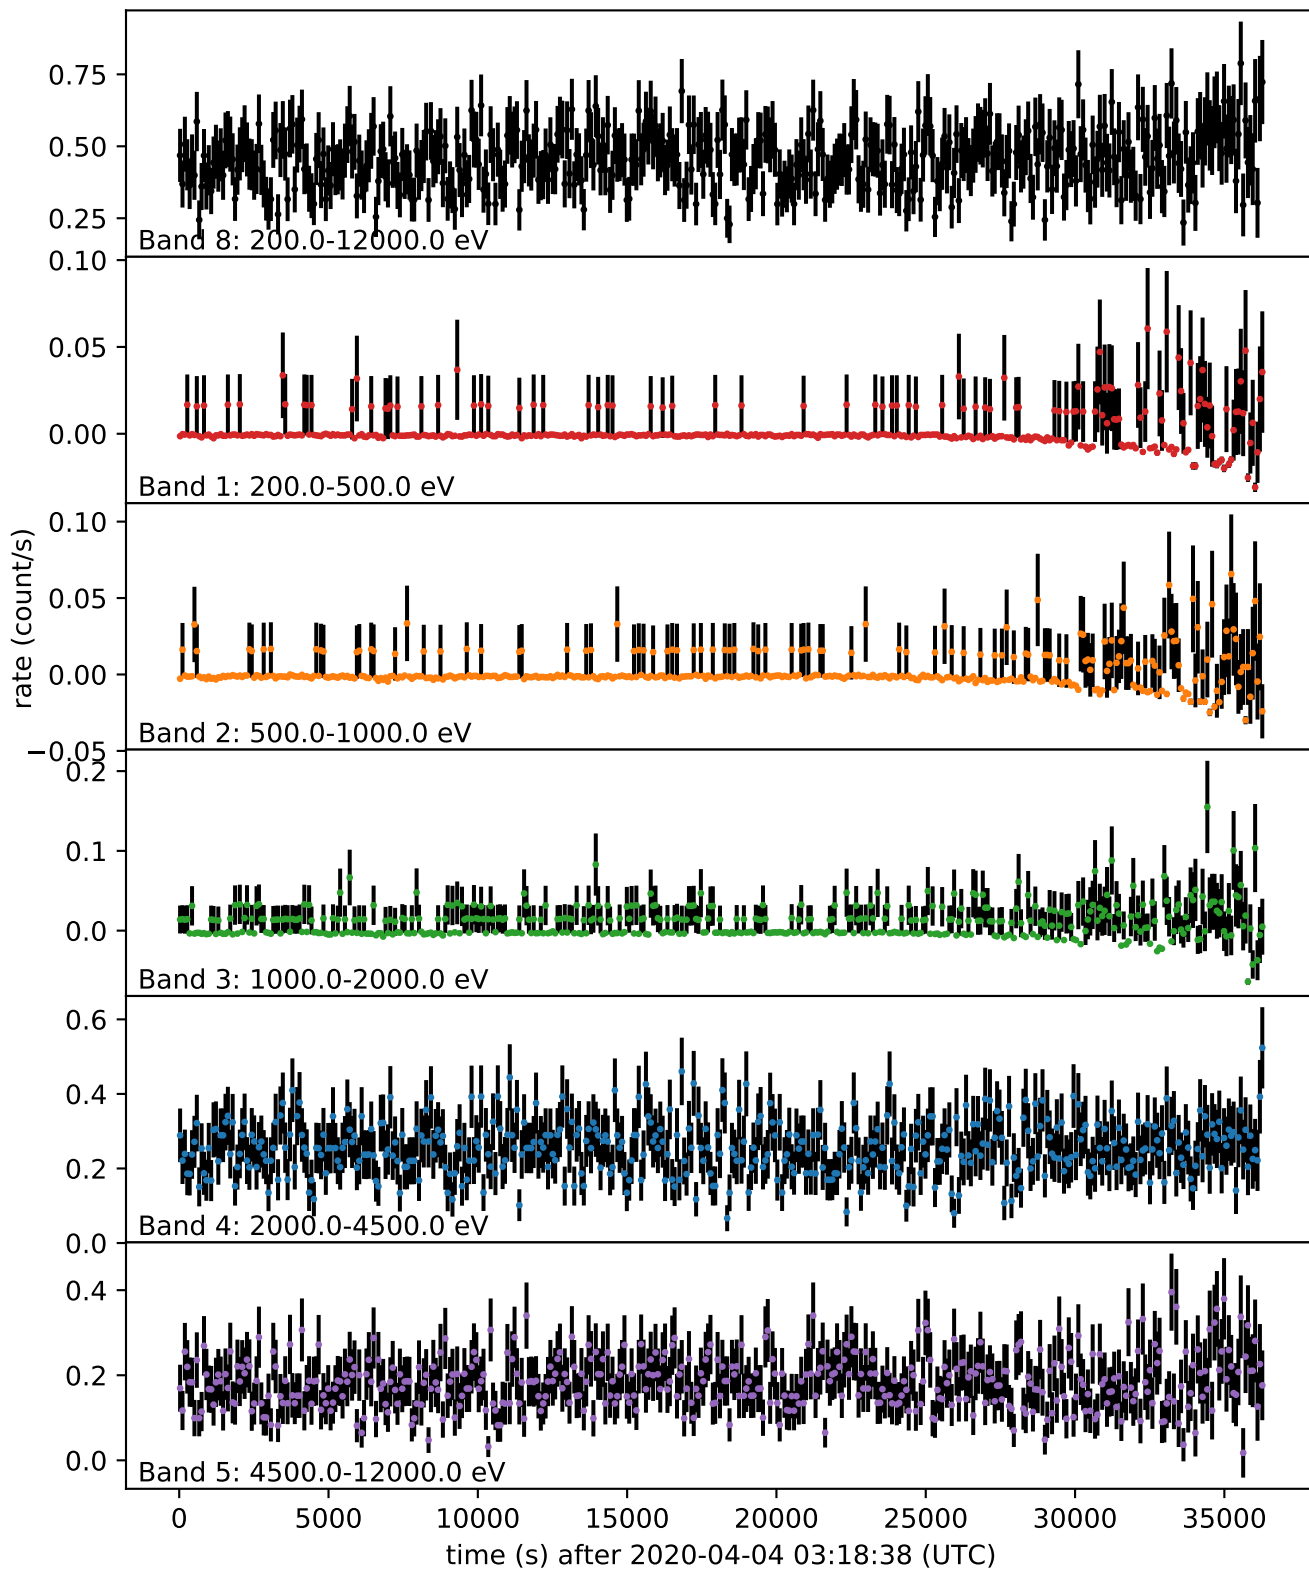 0.75
0.50
0.25
Band 8: 200.0-12000.0 eV
0.10
0.05
0.00
Band 1: 200.0-500.0 eV
0.10
0.05
0.00
−0.05
Band 2: 500.0-1000.0 eV
rate (count/s)
0.2
0.1
0.0
Band 3: 1000.0-2000.0 eV
0.6
0.4
0.2
0.0
Band 4: 2000.0-4500.0 eV
0.4
0.2
0.0
Band 5: 4500.0-12000.0 eV
0 5000 10000 15000 20000 25000 30000 35000
time (s) after 2020-04-04 03:18:38 (UTC)